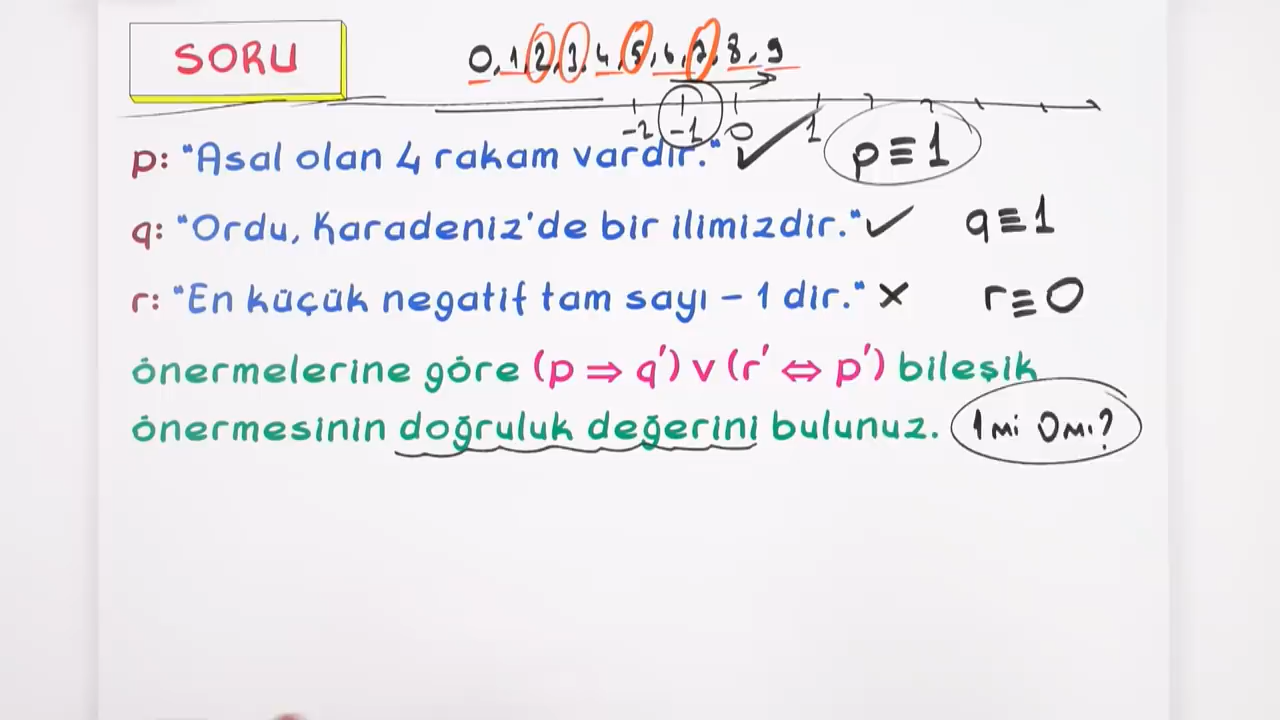 SORU
0, 1, 2, 3, 4, 5, 6, 7, 8, 9
-2 -1 0 1
p: "Asal olan 4 rakam vardır." ✓ p ≡ 1
q: "Ordu, Karadeniz'de bir ilimizdir." ✓ q ≡ 1
r: "En küçük negatif tam sayı – 1 dir." × r ≡ 0
önermelerine göre (p ⇒ q′) v (r′ ⇔ p′) bileşik
önermesinin doğruluk değerini bulunuz. 1 mi 0 mı?